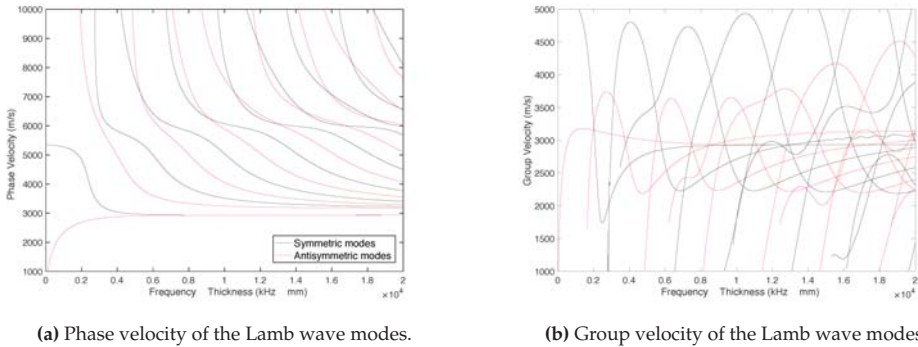 10000
9000
8000
7000
6000
5000
4000
3000
2000
1000
Phase Velocity (m/s)
Symmetric modes
Antisymmetric modes
0 0.2 0.4 0.6 0.8 1 1.2 1.4 1.6 1.8 2
Frequency Thickness (kHz mm) ×10⁴
(a) Phase velocity of the Lamb wave modes.
5000
4500
4000
3500
3000
2500
2000
1500
1000
Group Velocity (m/s)
0 0.2 0.4 0.6 0.8 1 1.2 1.4 1.6 1.8 2
Frequency Thickness (kHz mm) ×10⁴
(b) Group velocity of the Lamb wave modes